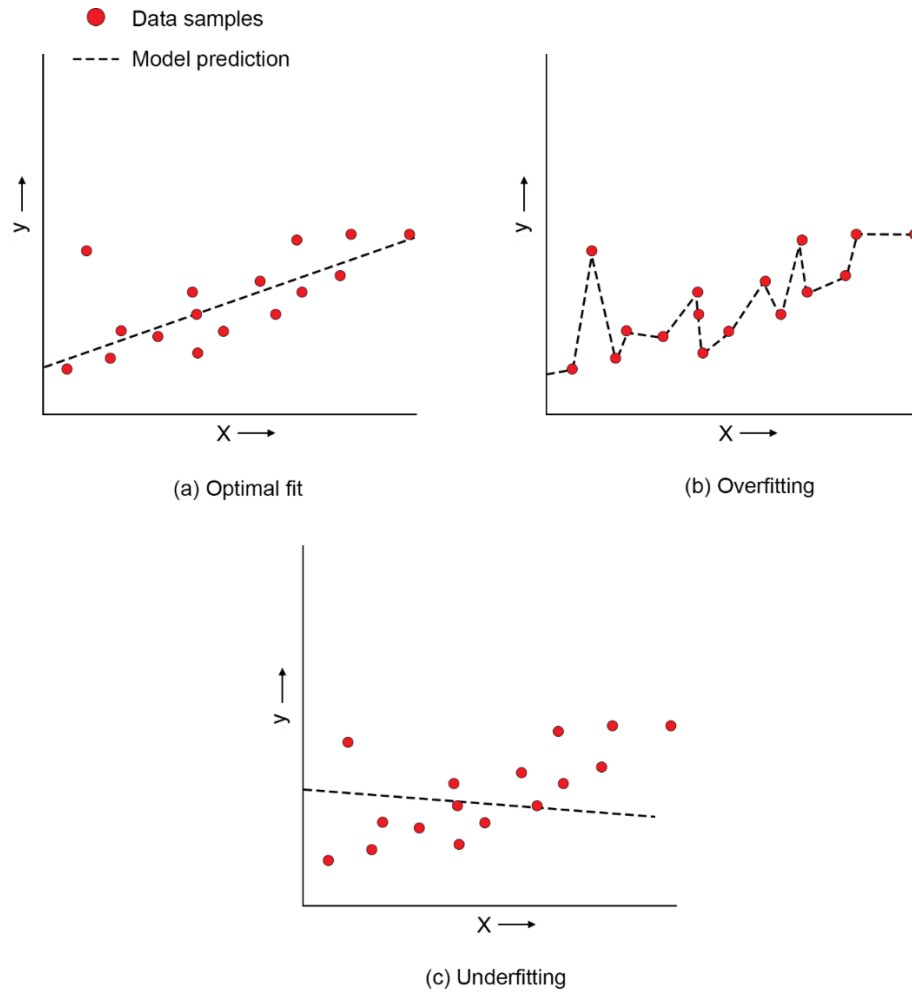 Data samples
Model prediction
y
X
(a) Optimal fit
y
X
(b) Overfitting
y
X
(c) Underfitting